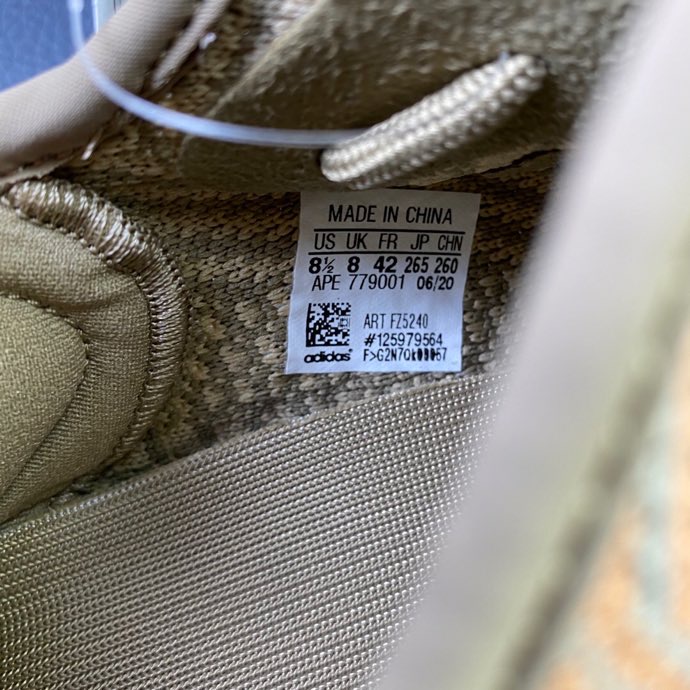 MADE IN CHINA
US UK FR JP CHN
8½ 8 42 265 260
APE 779001 06/20
ART FZ5240
#125979564
adidas